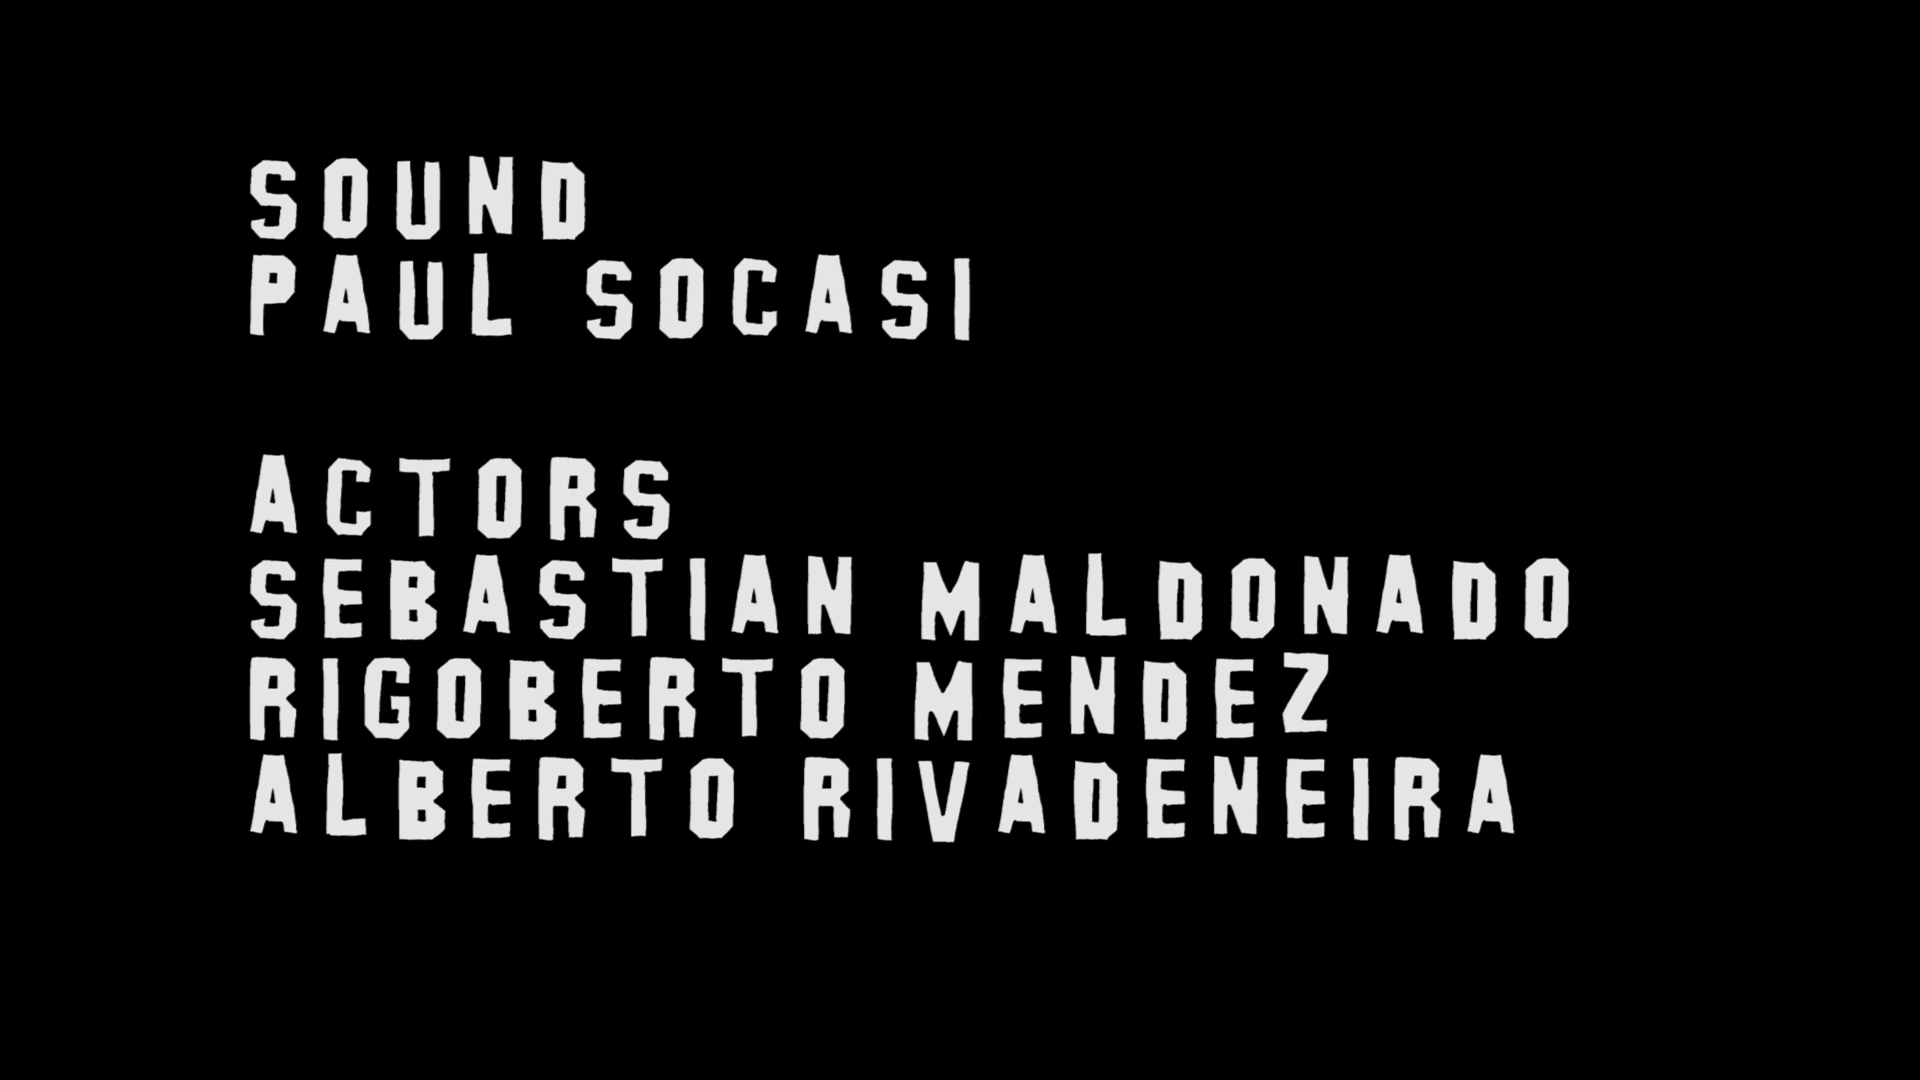 SOUND
PAUL SOCASI
ACTORS
SEBASTIAN MALDONADO
RIGOBERTO MENDEZ
ALBERTO RIVADENEIRA